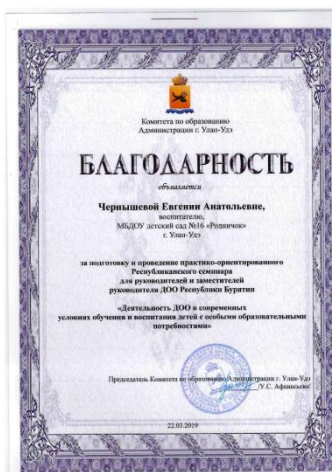 Комитета по образованию
Администрации г. Улан-Удэ
БЛАГОДАРНОСТЬ
объявляется
Чернышевой Евгении Анатольевне,
воспитателю,
МБДОУ детский сад №16 «Родничок»
г. Улан-Удэ
за подготовку и проведение практико-ориентированного
Республиканского семинара
для руководителей и заместителей
руководителя ДОО Республики Бурятия
«Деятельность ДОО в современных
условиях обучения и воспитания детей с особыми образовательными
потребностями»
Председатель Комитета по образованию Администрации г. Улан-Удэ
/У.С. Афанасьева/
22.03.2019